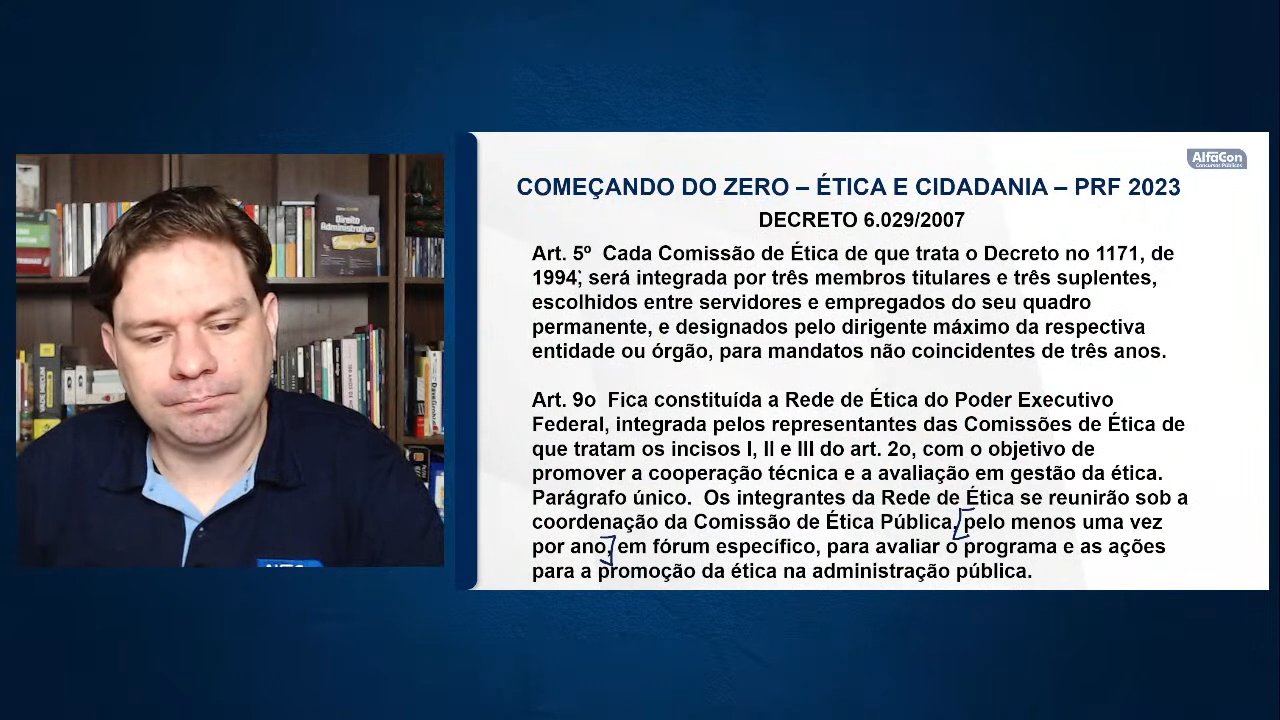 AlfaCon
Concursos Públicos
COMEÇANDO DO ZERO – ÉTICA E CIDADANIA – PRF 2023
DECRETO 6.029/2007
Art. 5º Cada Comissão de Ética de que trata o Decreto no 1171, de
1994, será integrada por três membros titulares e três suplentes,
escolhidos entre servidores e empregados do seu quadro
permanente, e designados pelo dirigente máximo da respectiva
entidade ou órgão, para mandatos não coincidentes de três anos.
Art. 9o Fica constituída a Rede de Ética do Poder Executivo
Federal, integrada pelos representantes das Comissões de Ética de
que tratam os incisos I, II e III do art. 2o, com o objetivo de
promover a cooperação técnica e a avaliação em gestão da ética.
Parágrafo único. Os integrantes da Rede de Ética se reunirão sob a
coordenação da Comissão de Ética Pública, pelo menos uma vez
por ano, em fórum específico, para avaliar o programa e as ações
para a promoção da ética na administração pública.
Direito
Administrativo
VADE MECUM